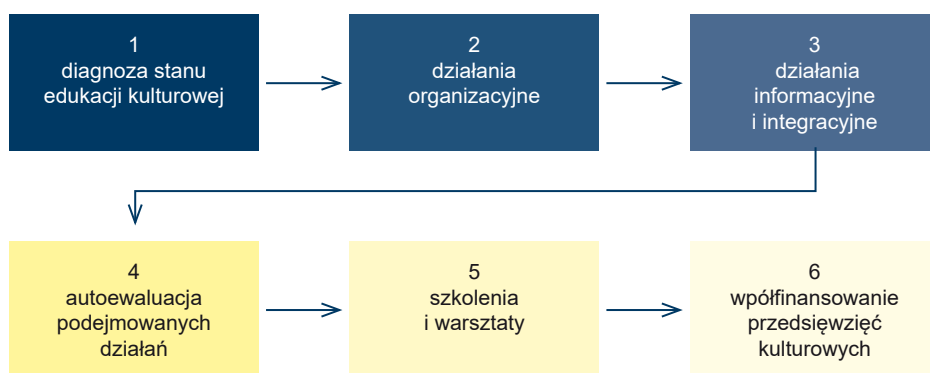 1
diagnoza stanu
edukacji kulturowej
2
działania
organizacyjne
3
działania
informacyjne
i integracyjne
4
autoewaluacja
podejmowanych
działań
5
szkolenia
i warsztaty
6
wpółfinansowanie
przedsięwzięć
kulturowych